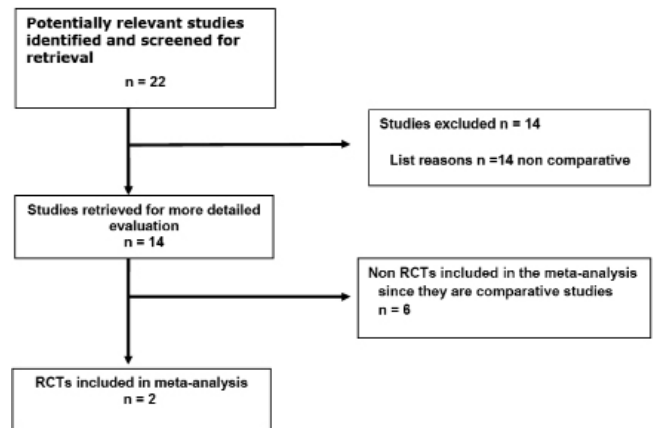 Potentially relevant studies
identified and screened for
retrieval
n = 22
Studies excluded n = 14
List reasons n =14 non comparative
Studies retrieved for more detailed
evaluation
n = 14
Non RCTs included in the meta-analysis
since they are comparative studies
n = 6
RCTs included in meta-analysis
n = 2